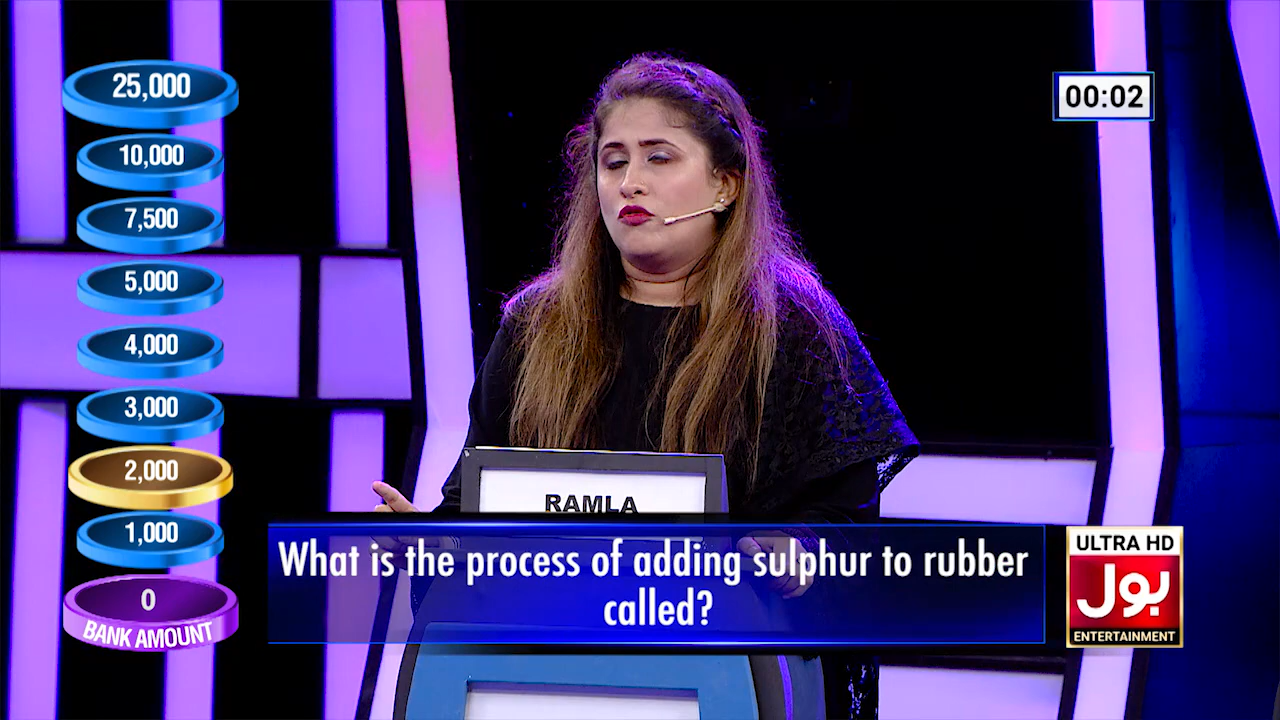 25,000
10,000
7,500
5,000
4,000
3,000
2,000
1,000
0
BANK AMOUNT
00:02
RAMLA
What is the process of adding sulphur to rubber
called?
ULTRA HD
بول
ENTERTAINMENT